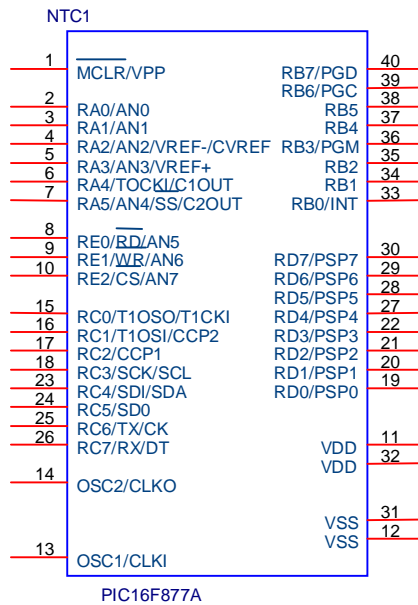 NTC1
1 MCLR/VPP RB7/PGD 40
RB6/PGC 39
2 RA0/AN0 RB5 38
3 RA1/AN1 RB4 37
4 RA2/AN2/VREF-/CVREF RB3/PGM 36
5 RA3/AN3/VREF+ RB2 35
6 RA4/TOCKI/C1OUT RB1 34
7 RA5/AN4/SS/C2OUT RB0/INT 33
8 RE0/RD/AN5
9 RE1/WR/AN6 RD7/PSP7 30
10 RE2/CS/AN7 RD6/PSP6 29
RD5/PSP5 28
15 RC0/T1OSO/T1CKI RD4/PSP4 27
16 RC1/T1OSI/CCP2 RD3/PSP3 22
17 RC2/CCP1 RD2/PSP2 21
18 RC3/SCK/SCL RD1/PSP1 20
23 RC4/SDI/SDA RD0/PSP0 19
24 RC5/SD0
25 RC6/TX/CK
26 RC7/RX/DT VDD 11
VDD 32
14 OSC2/CLKO
VSS 31
VSS 12
13 OSC1/CLKI
PIC16F877A